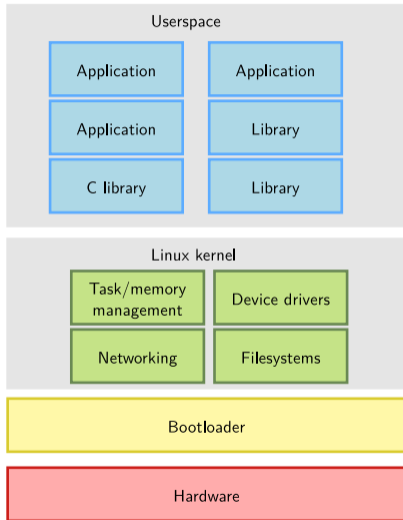 Userspace
Application
Application
Application
Library
C library
Library
Linux kernel
Task/memory
management
Device drivers
Networking
Filesystems
Bootloader
Hardware